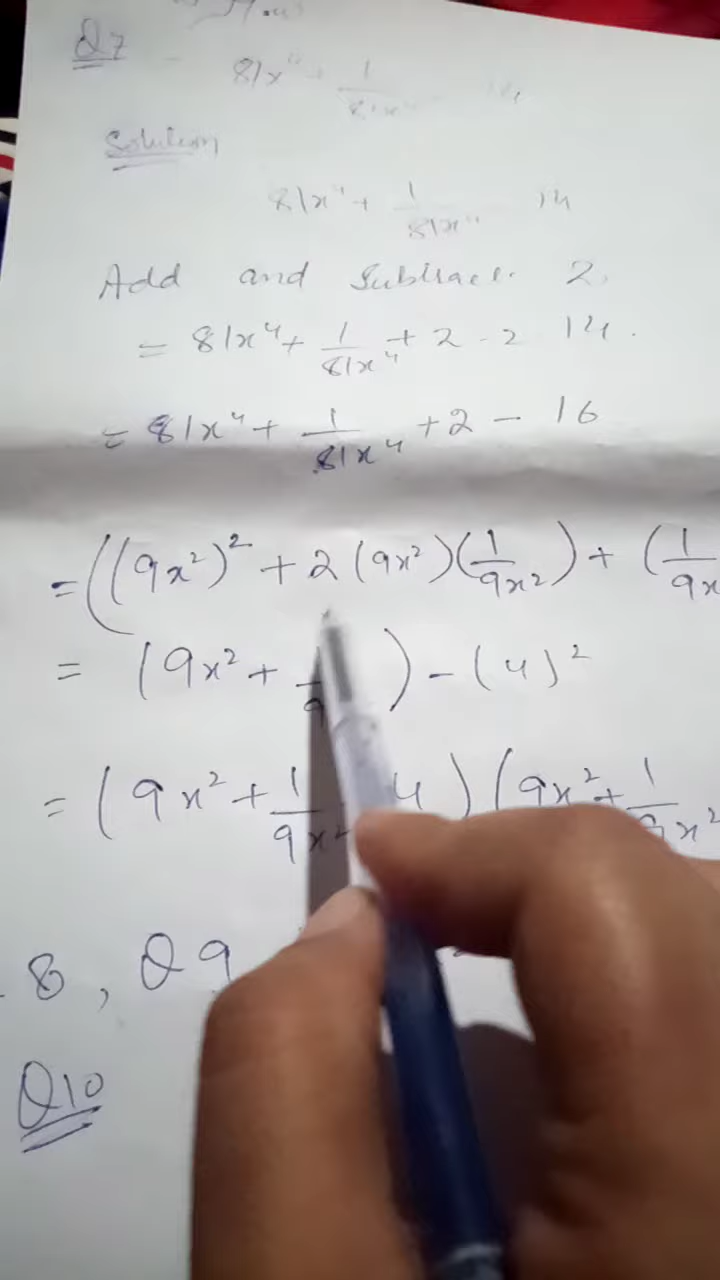 Q7
81x⁴ + 1/81x⁴
Solution
81x⁴ + 1/81x⁴ 14
Add and Subtract 2.
= 81x⁴ + 1/81x⁴ + 2 - 2 14.
= 81x⁴ + 1/81x⁴ + 2 - 16
= ((9x²)² + 2(9x²)(1/9x²) + (1/9x
= (9x² + ) - (4)²
= (9x² + 1/9x² 4)(9x² + 1/9x²
8, Q9
Q10